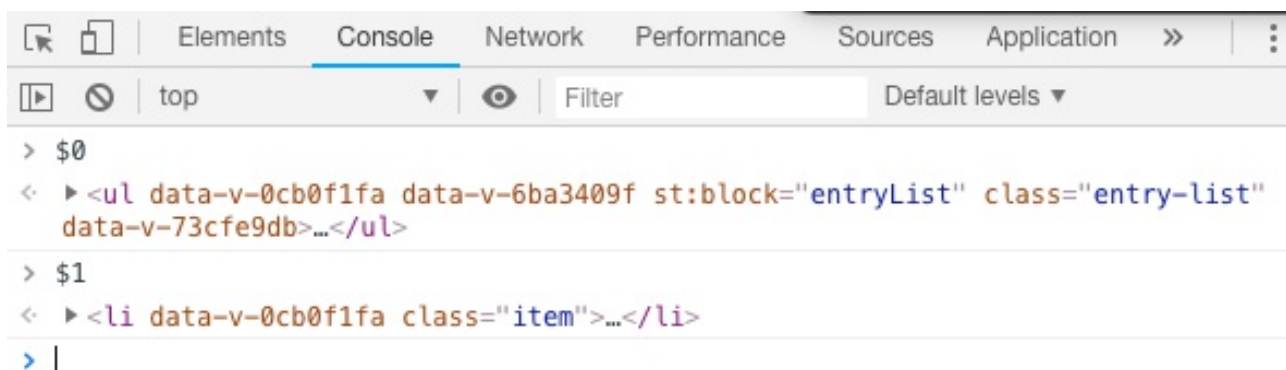 Elements Console Network Performance Sources Application »
top Filter Default levels
> $0
<ul data-v-0cb0f1fa data-v-6ba3409f st:block="entryList" class="entry-list"
data-v-73cfe9db>…</ul>
> $1
<li data-v-0cb0f1fa class="item">…</li>
>